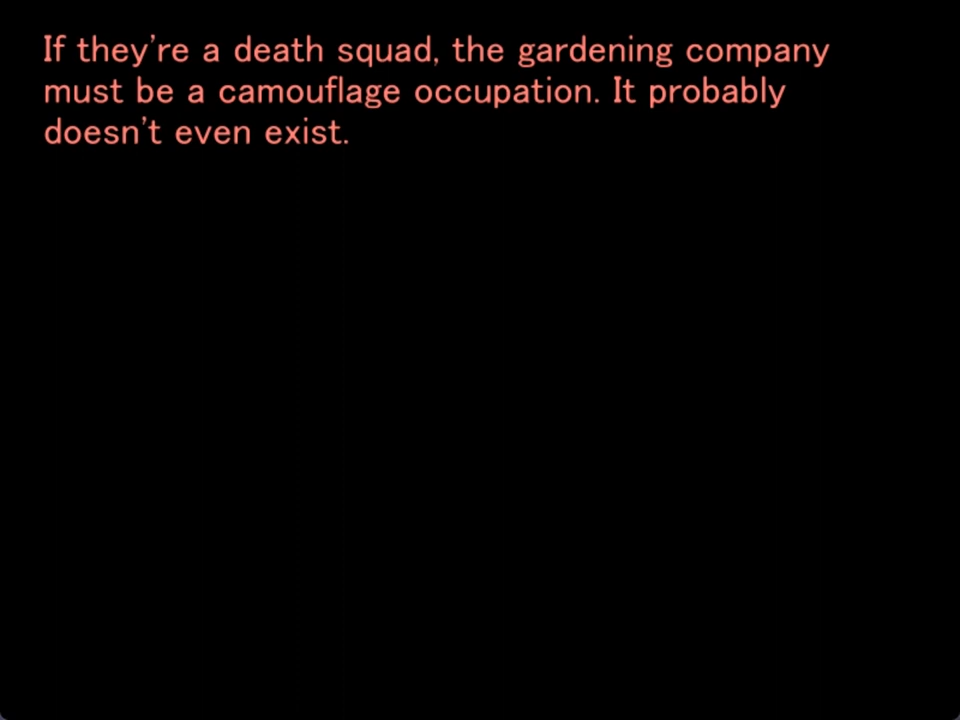 If they're a death squad, the gardening company
must be a camouflage occupation. It probably
doesn't even exist.